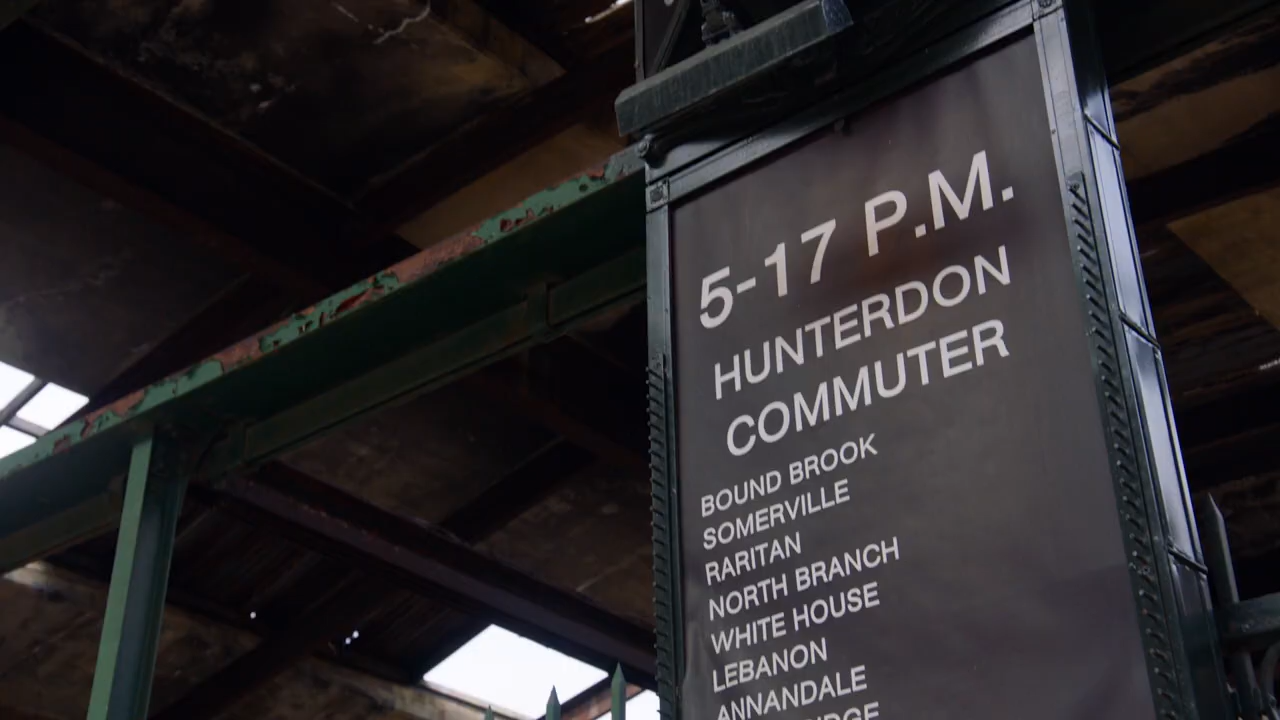 5-17 P.M.
HUNTERDON
COMMUTER
BOUND BROOK
SOMERVILLE
RARITAN
NORTH BRANCH
WHITE HOUSE
LEBANON
ANNANDALE